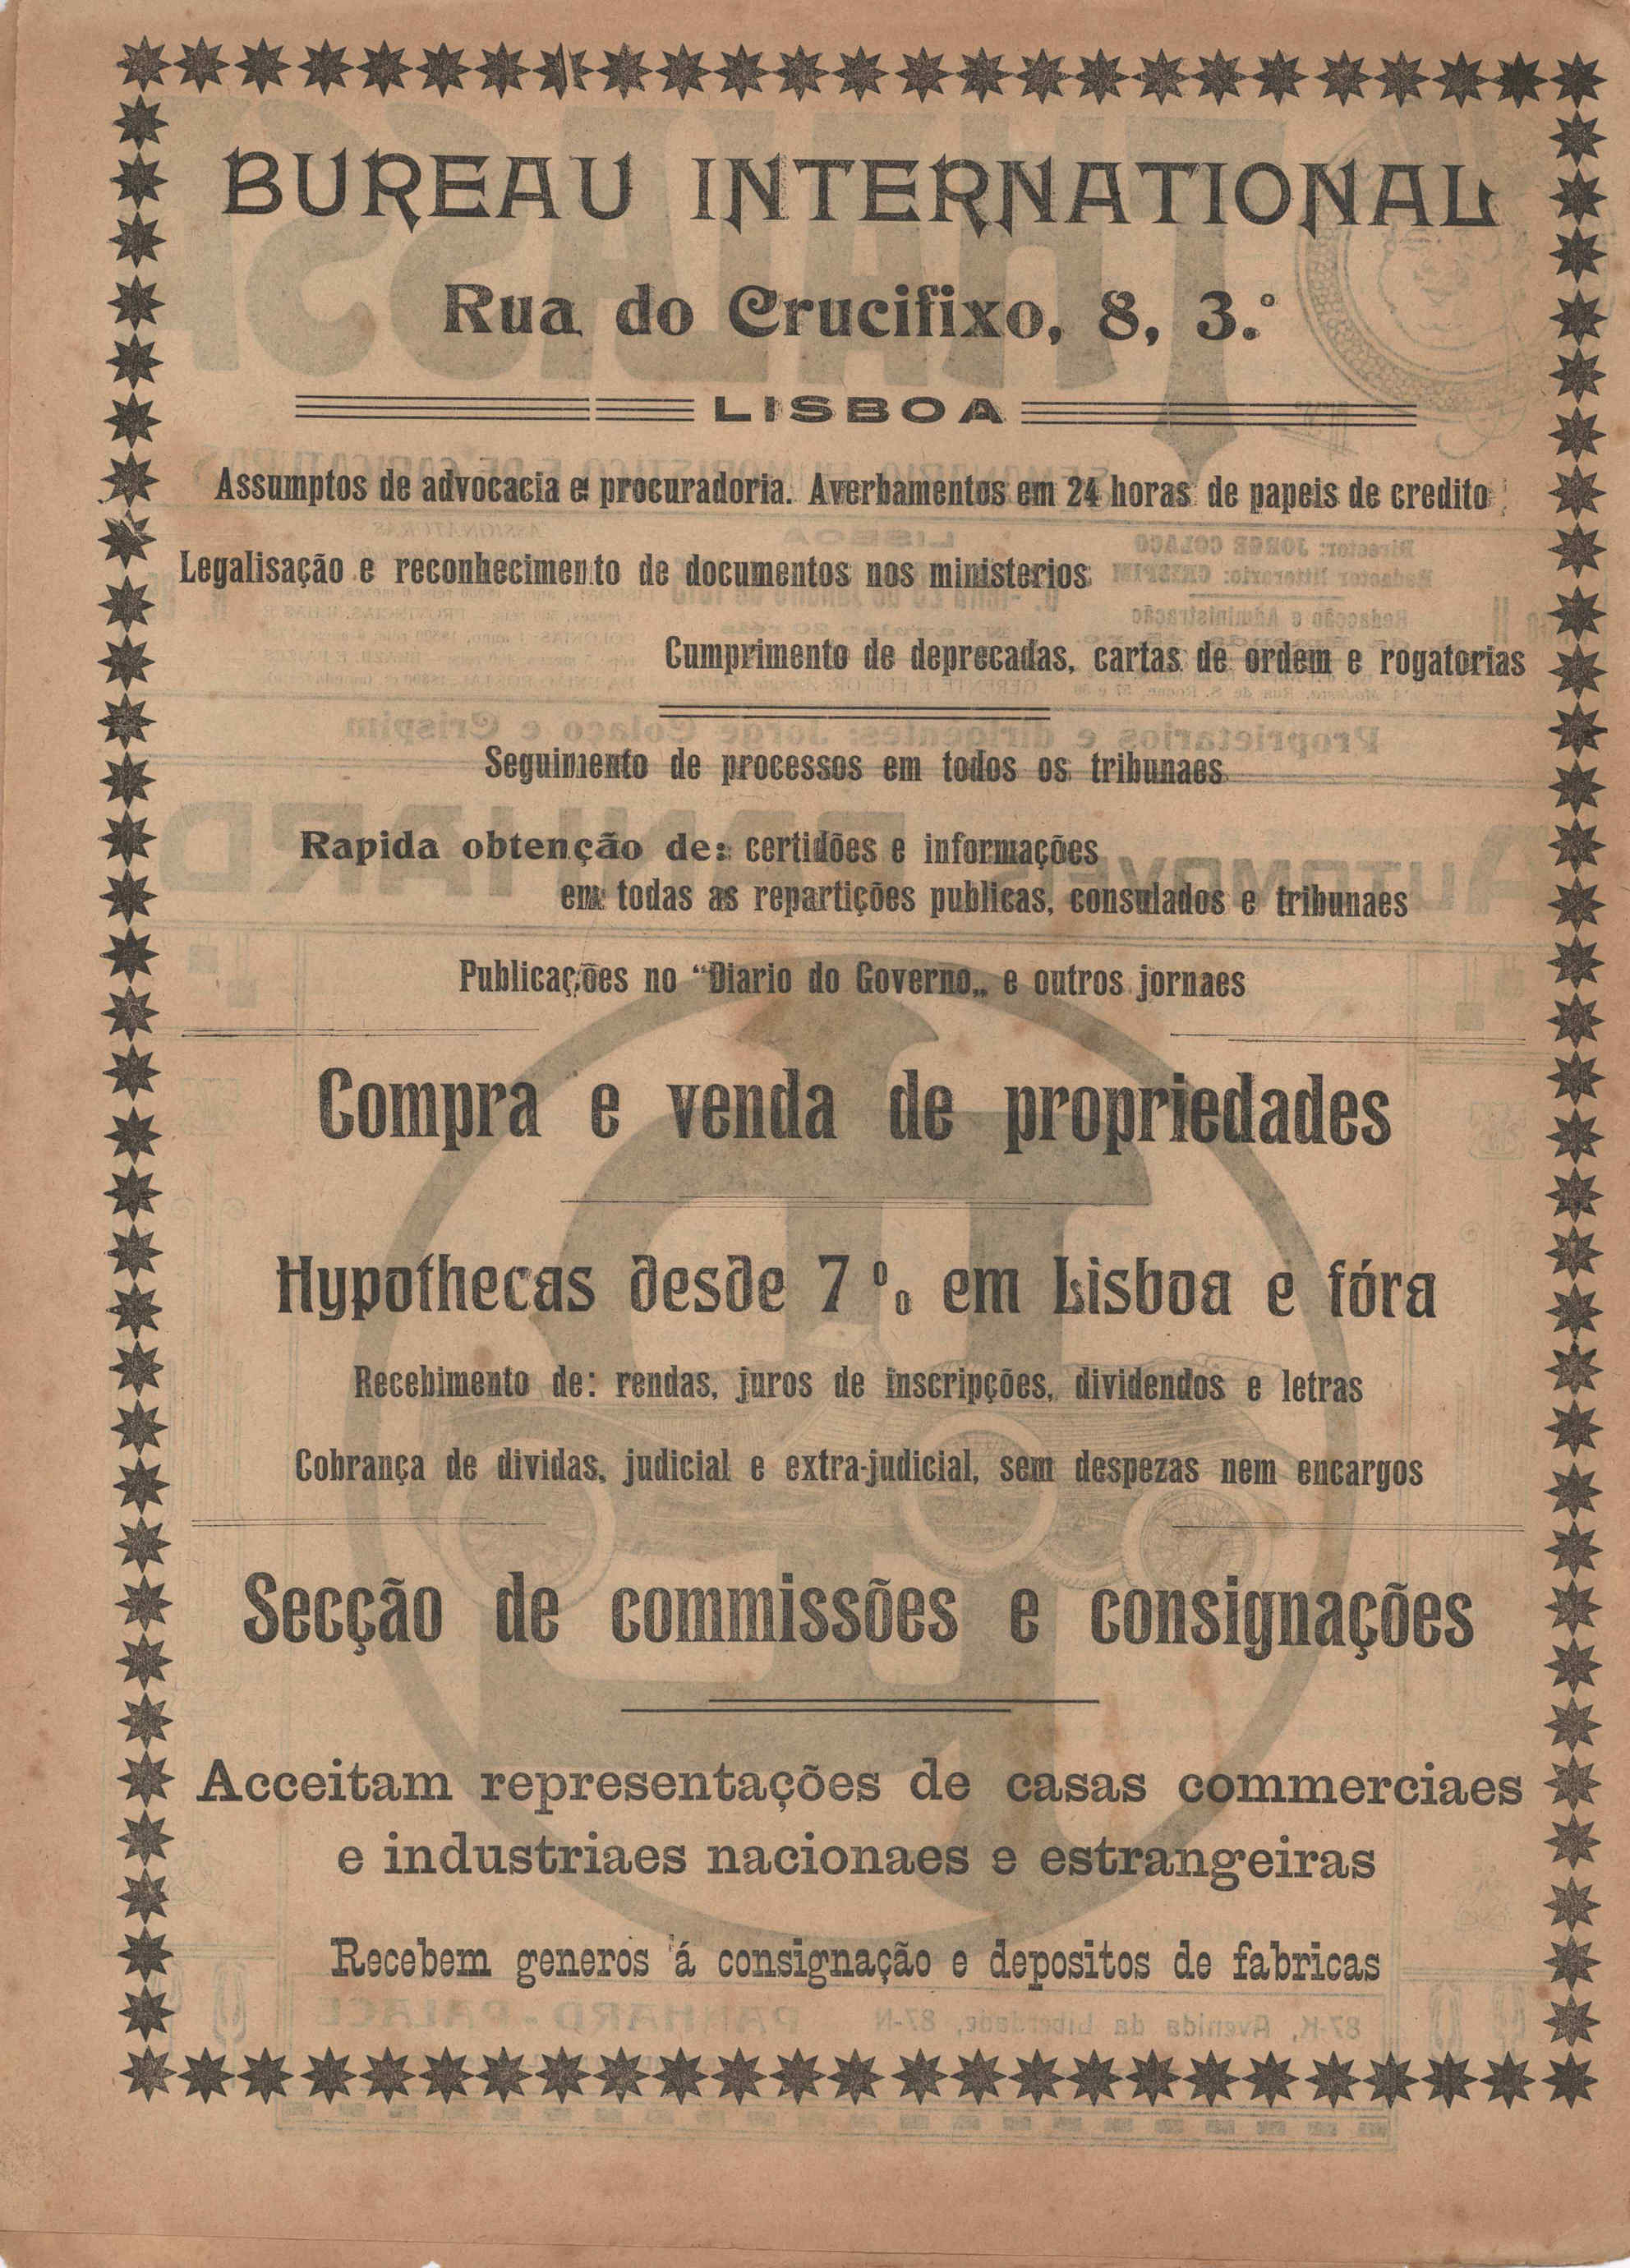 BUREAU INTERNATIONAL
Rua do Crucifixo, 8, 3.º
LISBOA
Assumptos de advocacia e procuradoria. Averbamentos em 24 horas de papeis de credito
Legalisação e reconhecimento de documentos nos ministerios
Cumprimento de deprecadas, cartas de ordem e rogatorias
Seguimento de processos em todos os tribunaes
Rapida obtenção de: certidões e informações
em todas as repartições publicas, consulados e tribunaes
Publicações no “Diario do Governo„ e outros jornaes
Compra e venda de propriedades
Hypothecas desde 7 % em Lisboa e fóra
Recebimento de: rendas, juros de inscripções, dividendos e letras
Cobrança de dividas, judicial e extra-judicial, sem despezas nem encargos
Secção de commissões e consignações
Acceitam representações de casas commerciaes
e industriaes nacionaes e estrangeiras
Recebem generos á consignação e depositos de fabricas